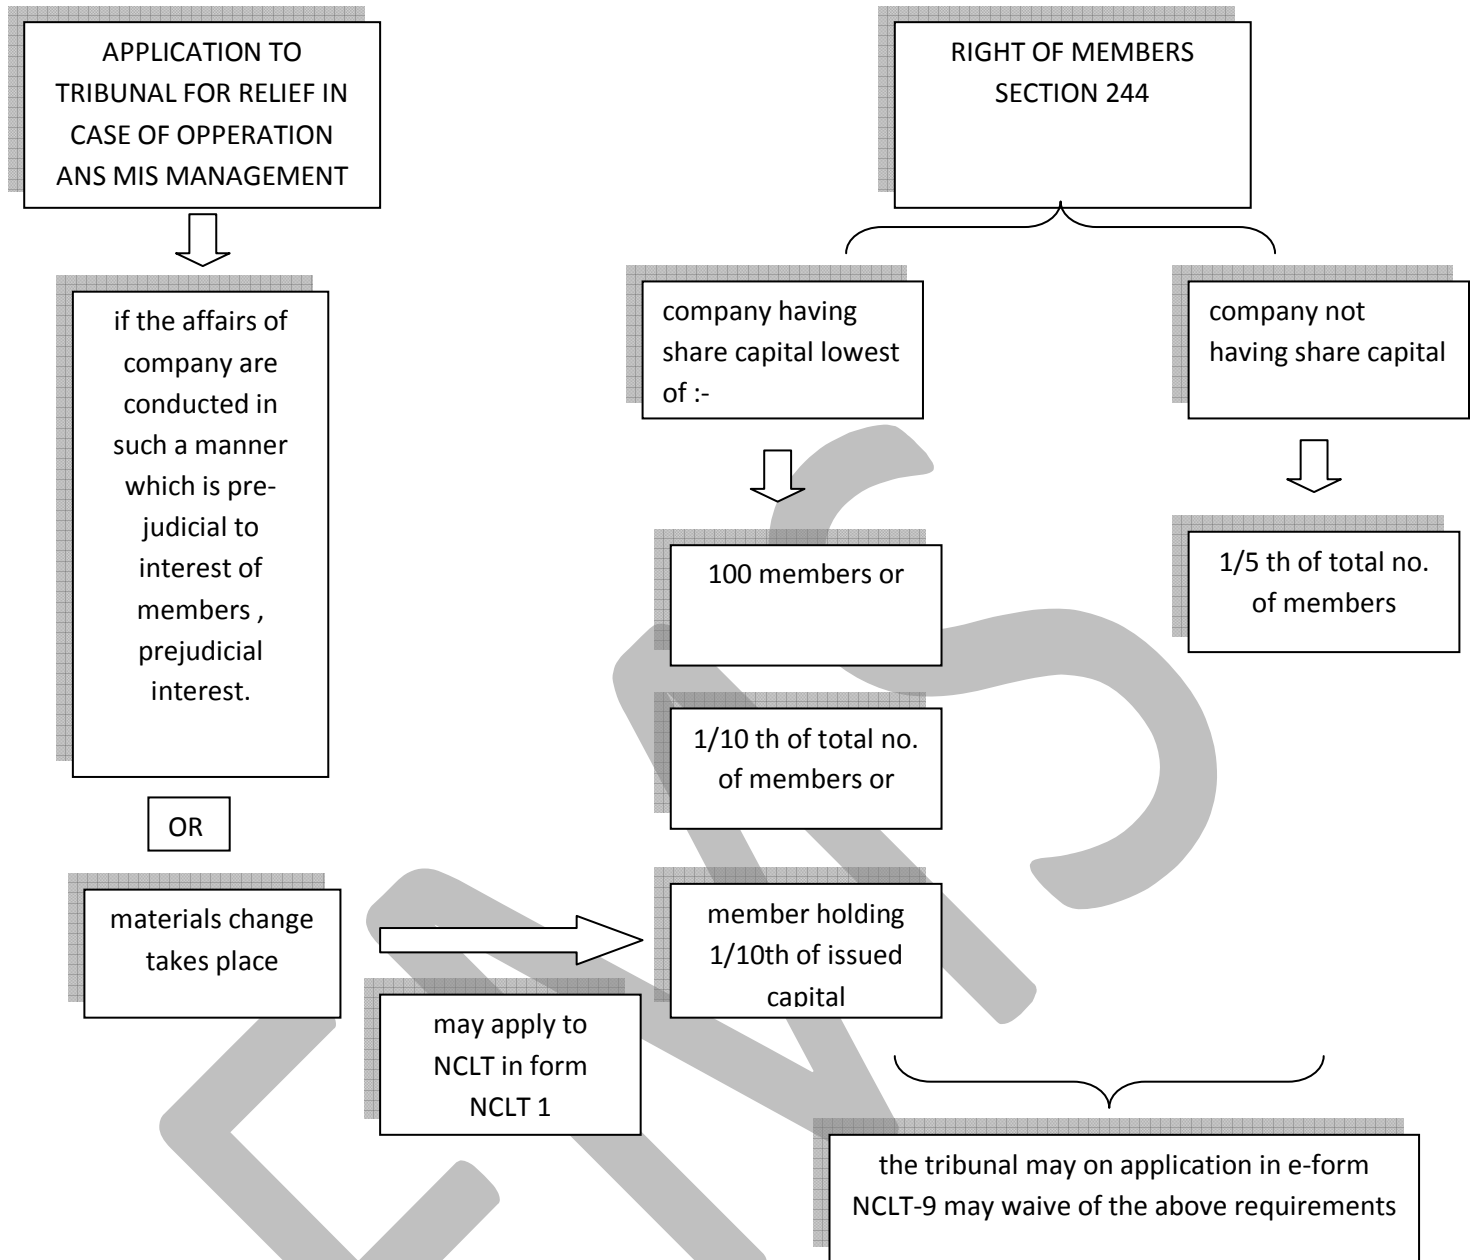 APPLICATION TO
TRIBUNAL FOR RELIEF IN
CASE OF OPPERATION
ANS MIS MANAGEMENT
if the affairs of
company are
conducted in
such a manner
which is pre-
judicial to
interest of
members ,
prejudicial
interest.
OR
materials change
takes place
may apply to
NCLT in form
NCLT 1
RIGHT OF MEMBERS
SECTION 244
company having
share capital lowest
of :-
100 members or
1/10 th of total no.
of members or
member holding
1/10th of issued
capital
company not
having share capital
1/5 th of total no.
of members
the tribunal may on application in e-form
NCLT-9 may waive of the above requirements